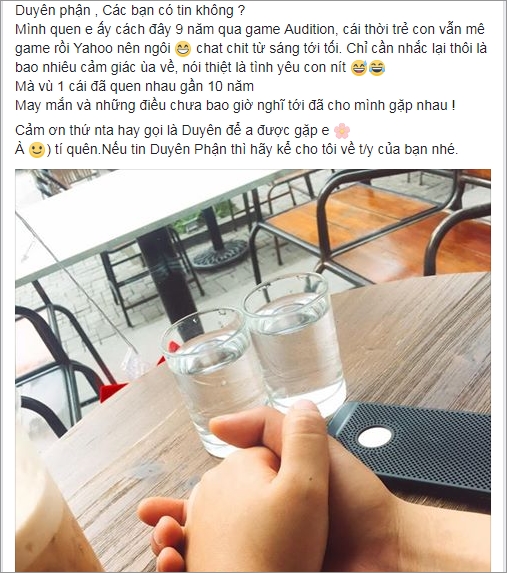 Duyên phận , Các bạn có tin không ?
Mình quen e ấy cách đây 9 năm qua game Audition, cái thời trẻ con vẫn mê
game rồi Yahoo nên ngôi 😁 chat chit từ sáng tới tối. Chỉ cần nhắc lại thôi là
bao nhiêu cảm giác ùa về, nói thiệt là tình yêu con nít 😅😅
Mà vù 1 cái đã quen nhau gần 10 năm
May mắn và những điều chưa bao giờ nghĩ tới đã cho mình gặp nhau !
Cảm ơn thứ nta hay gọi là Duyên để a được gặp e 🌸
À 🙂) tí quên.Nếu tin Duyên Phận thì hãy kể cho tôi về t/y của bạn nhé.